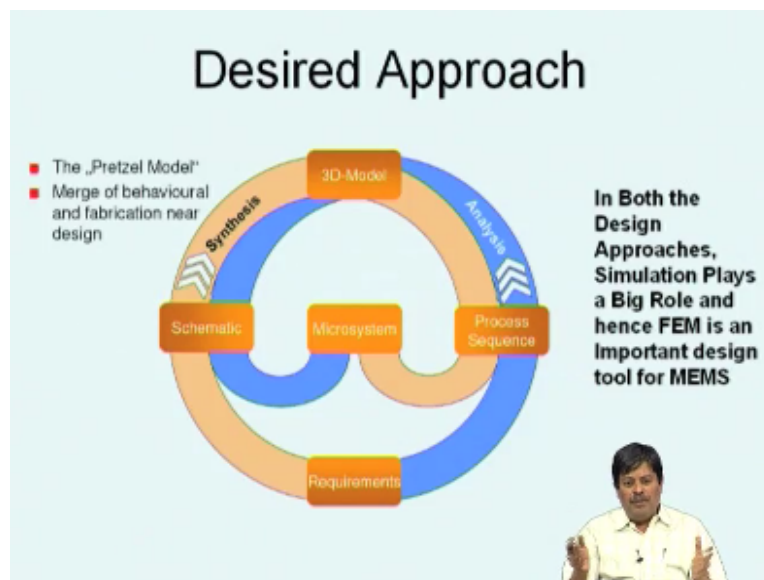 Desired Approach
The „Pretzel Model“
Merge of behavioural
and fabrication near
design
3D-Model
Synthesis
Analysis
Schematic
Microsystem
Process
Sequence
Requirements
In Both the
Design
Approaches,
Simulation Plays
a Big Role and
hence FEM is an
Important design
tool for MEMS